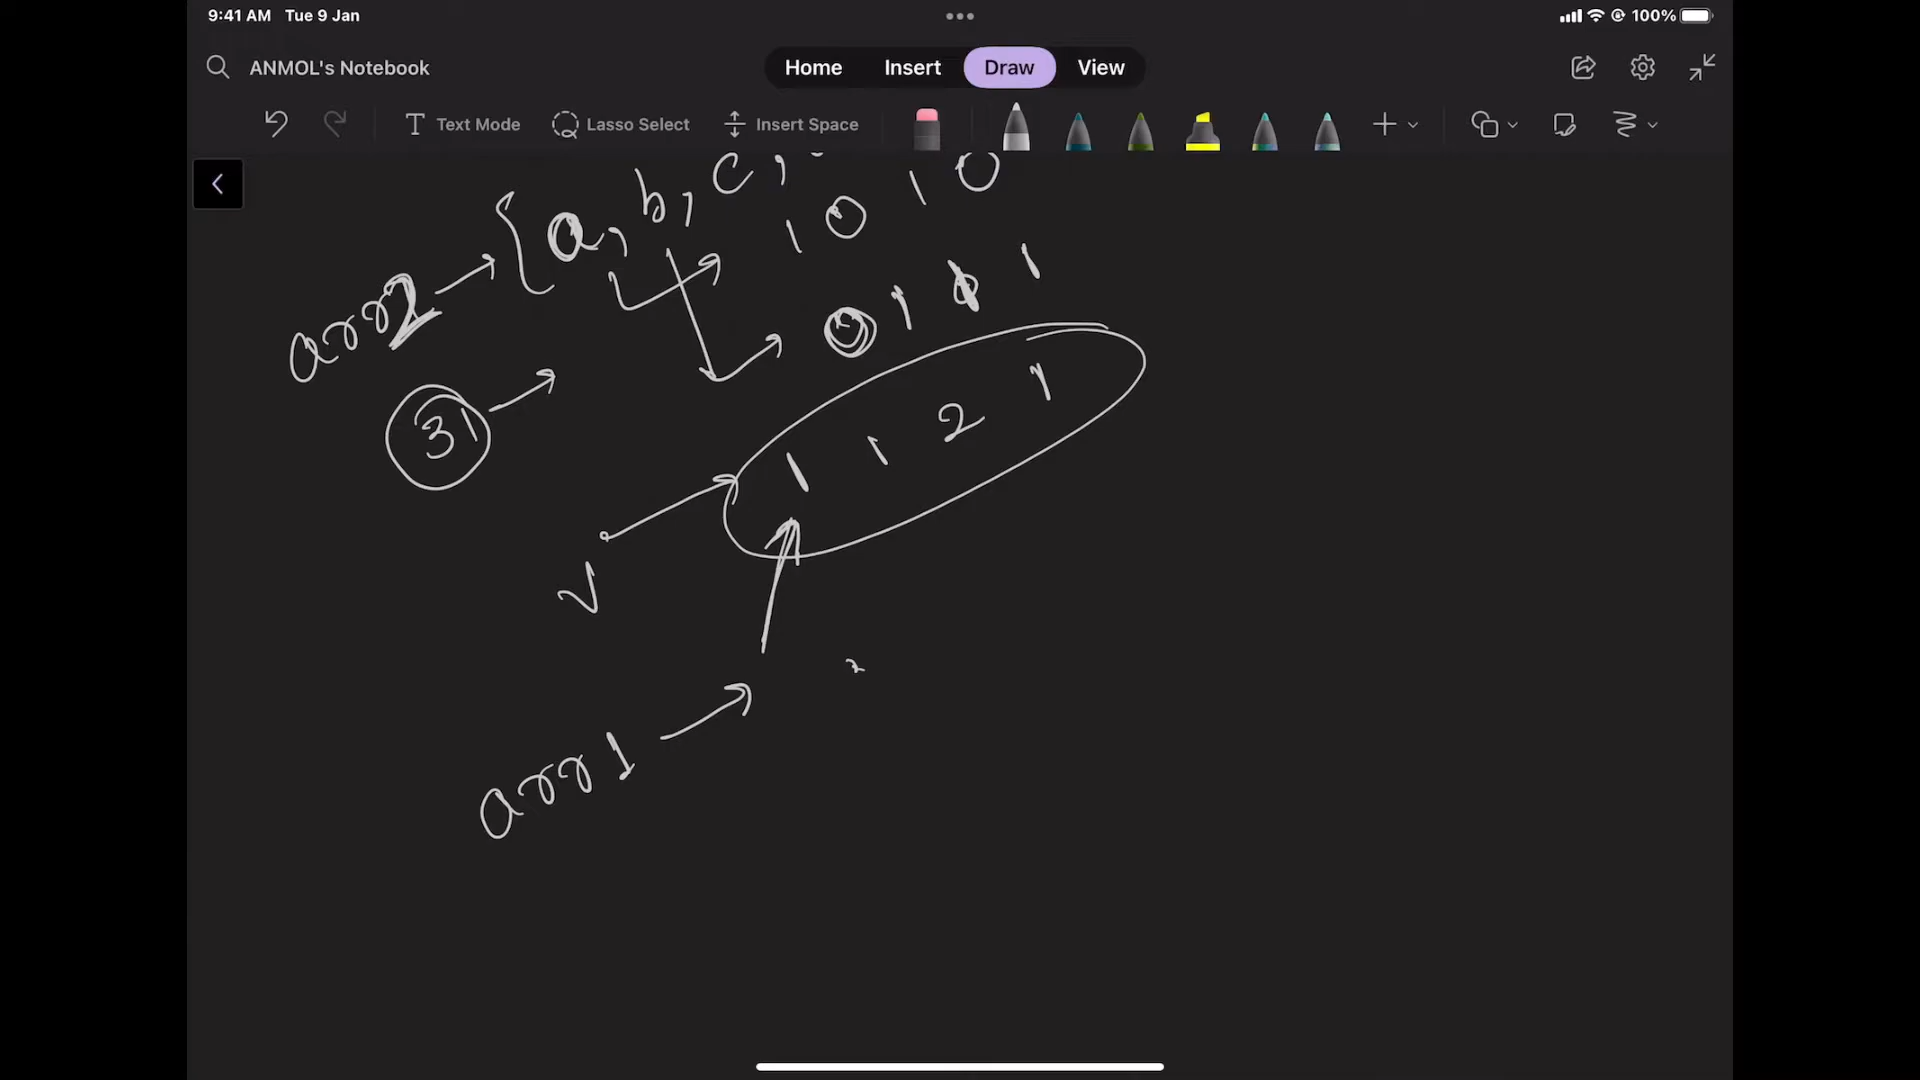 9:41 AM Tue 9 Jan 100%
ANMOL's Notebook Home Insert Draw View
Text Mode Lasso Select Insert Space
arr2 → { a, b, c,
1 0 1 0
0 1 1
31 →
1 1 2 1
arr1 →